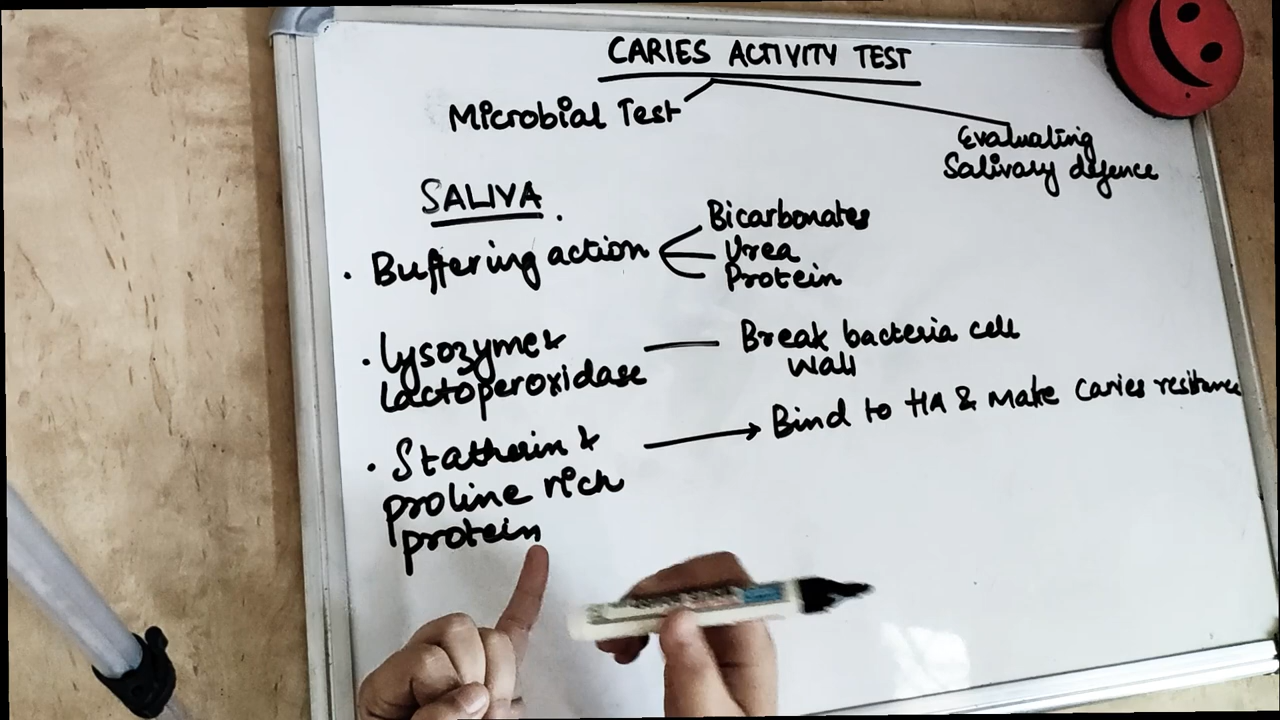 CARIES ACTIVITY TEST
Microbial Test
Evaluating
Salivary defence
SALIVA
• Buffering action
Bicarbonates
Urea
Protein
• Lysozyme &
Lactoperoxidase
Break bacteria cell
wall
• Statherin &
proline rich
protein
Bind to HA & Make Caries resistance